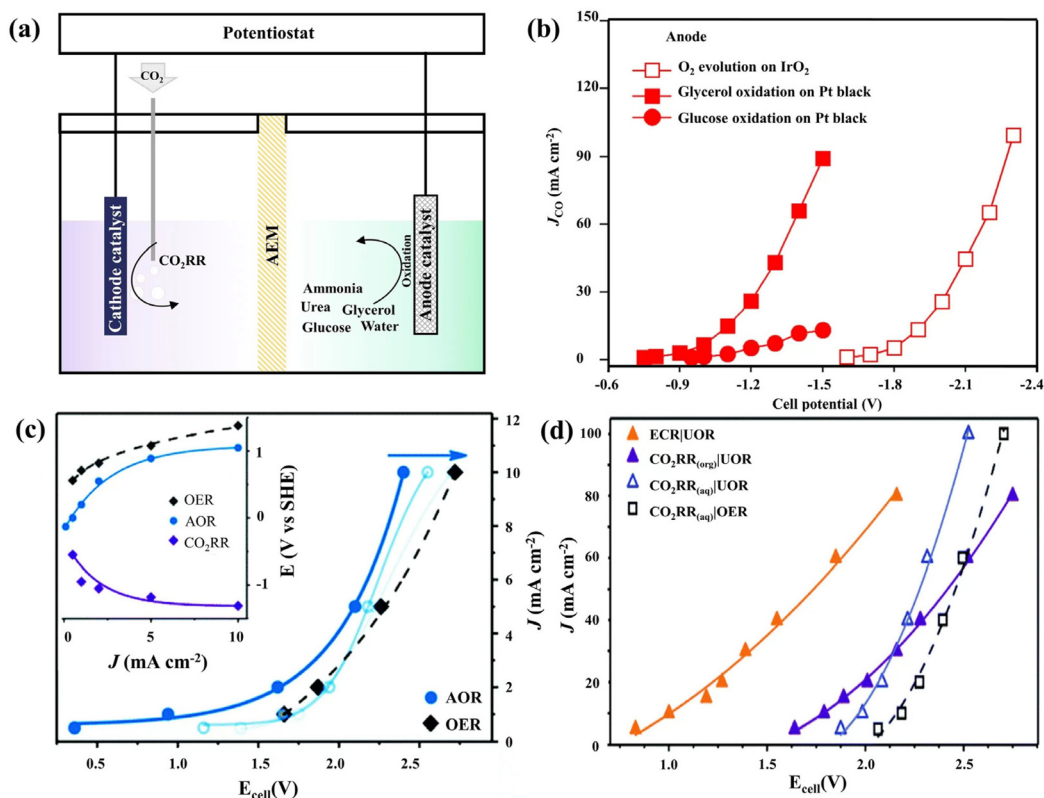 (a)
Potentiostat
CO2
Cathode catalyst
CO2RR
AEM
Ammonia
Urea
Glycerol
Glucose
Water
Oxidation
Anode catalyst
(b)
Anode
O2 evolution on IrO2
Glycerol oxidation on Pt black
Glucose oxidation on Pt black
150
120
90
60
30
0
JCO (mA cm-2)
-0.6
-0.9
-1.2
-1.5
-1.8
-2.1
-2.4
Cell potential (V)
(c)
OER
AOR
CO2RR
1
0
-1
E (V vs SHE)
0
5
10
J (mA cm-2)
12
10
8
6
4
2
0
J (mA cm-2)
AOR
OER
0.5
1.0
1.5
2.0
2.5
Ecell(V)
(d)
ECR|UOR
CO2RR(org)|UOR
CO2RR(aq)|UOR
CO2RR(aq)|OER
100
80
60
40
20
0
J (mA cm-2)
1.0
1.5
2.0
2.5
Ecell(V)